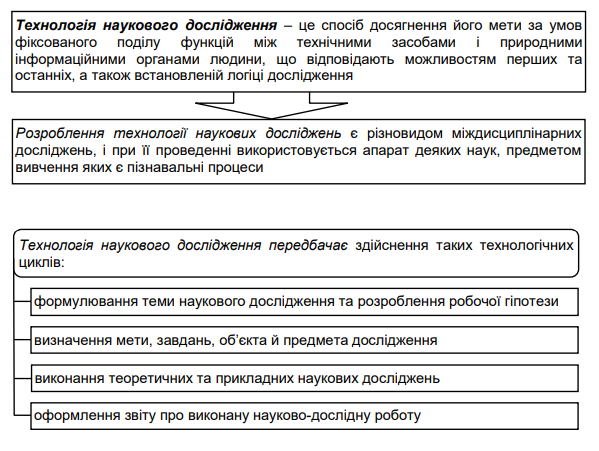 Технологія наукового дослідження – це спосіб досягнення його мети за умов
фіксованого поділу функцій між технічними засобами і природними
інформаційними органами людини, що відповідають можливостям перших та
останніх, а також встановленій логіці дослідження
Розроблення технології наукових досліджень є різновидом міждисциплінарних
досліджень, і при її проведенні використовується апарат деяких наук, предметом
вивчення яких є пізнавальні процеси
Технологія наукового дослідження передбачає здійснення таких технологічних
циклів:
формулювання теми наукового дослідження та розроблення робочої гіпотези
визначення мети, завдань, об’єкта й предмета дослідження
виконання теоретичних та прикладних наукових досліджень
оформлення звіту про виконану науково-дослідну роботу